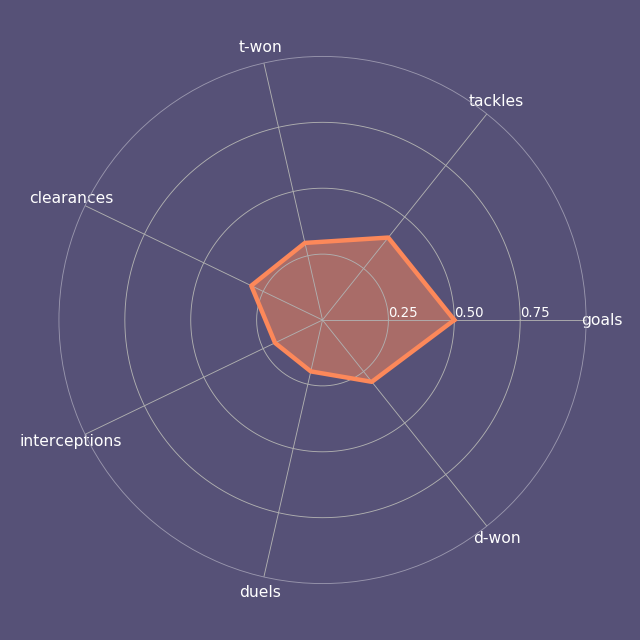 t-won
tackles
clearances
0.25
0.50
0.75
goals
interceptions
d-won
duels